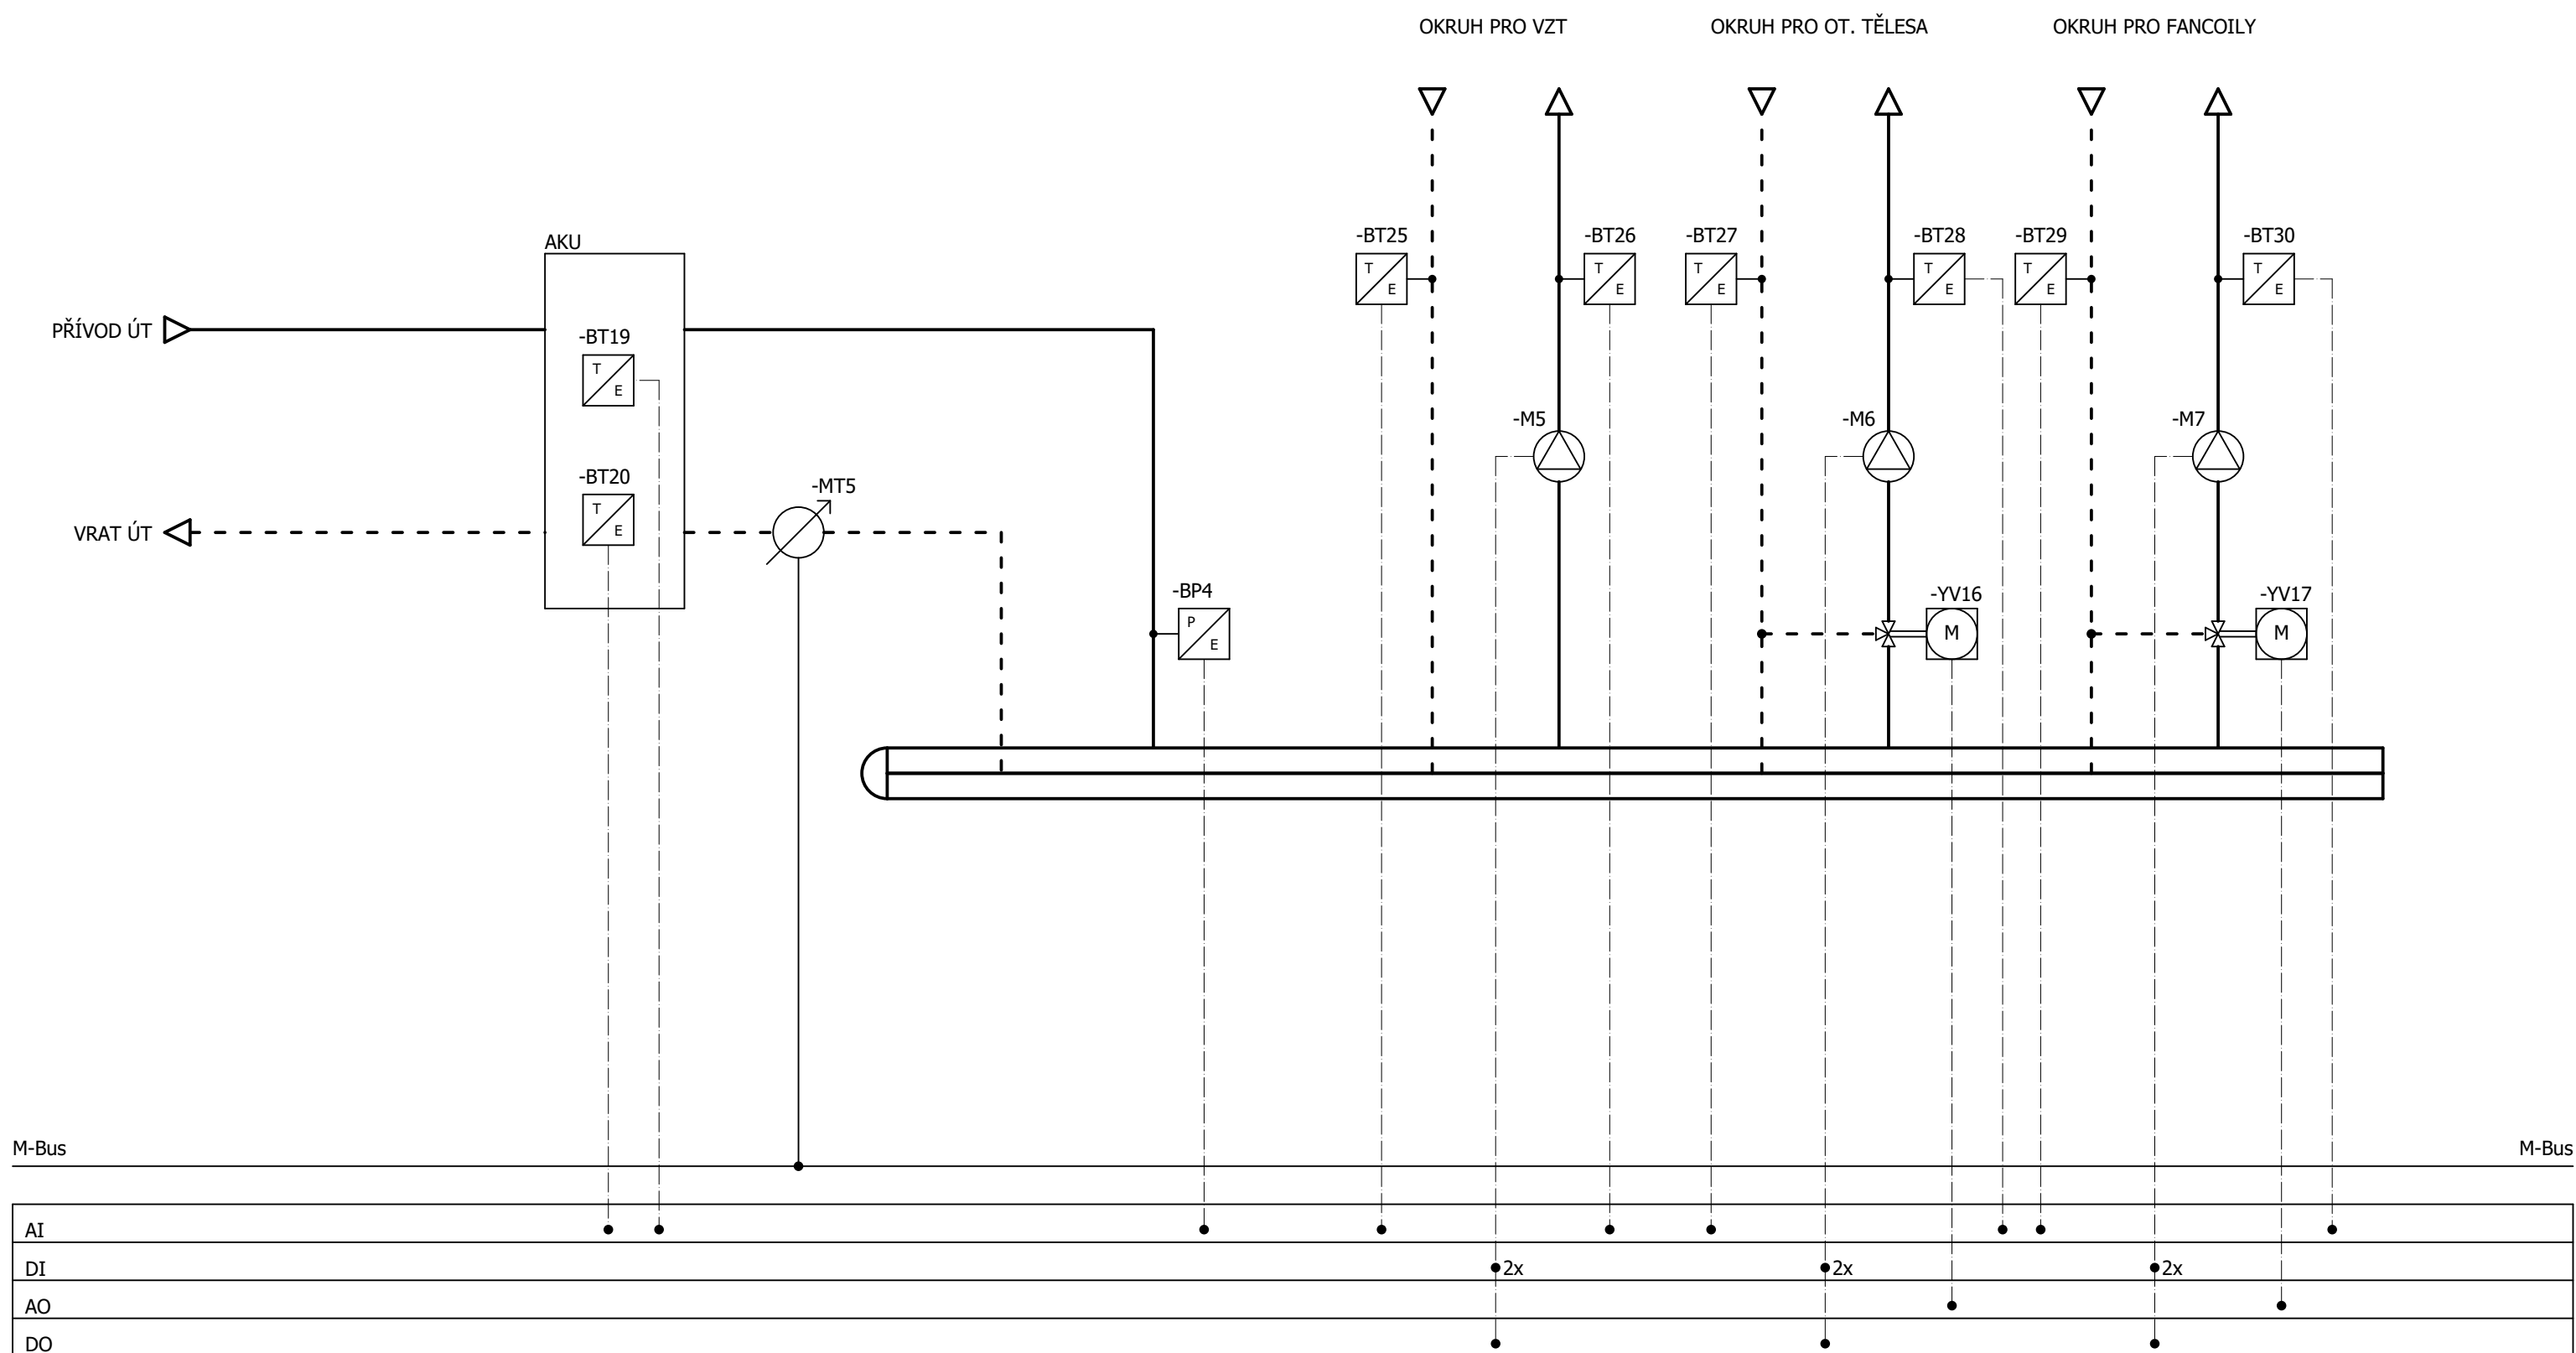 OKRUH PRO VZT
OKRUH PRO OT. TĚLESA
OKRUH PRO FANCOILY
-BT25
-BT26
-BT27
-BT28
-BT29
-BT30
T
E
T
E
T
E
T
E
T
E
T
E
AKU
PŘÍVOD ÚT
-BT19
T
E
-M5
-M6
-M7
-BT20
T
E
-MT5
VRAT ÚT
-BP4
P
E
-YV16
M
-YV17
M
M-Bus
M-Bus
AI
DI
2x
2x
2x
AO
DO